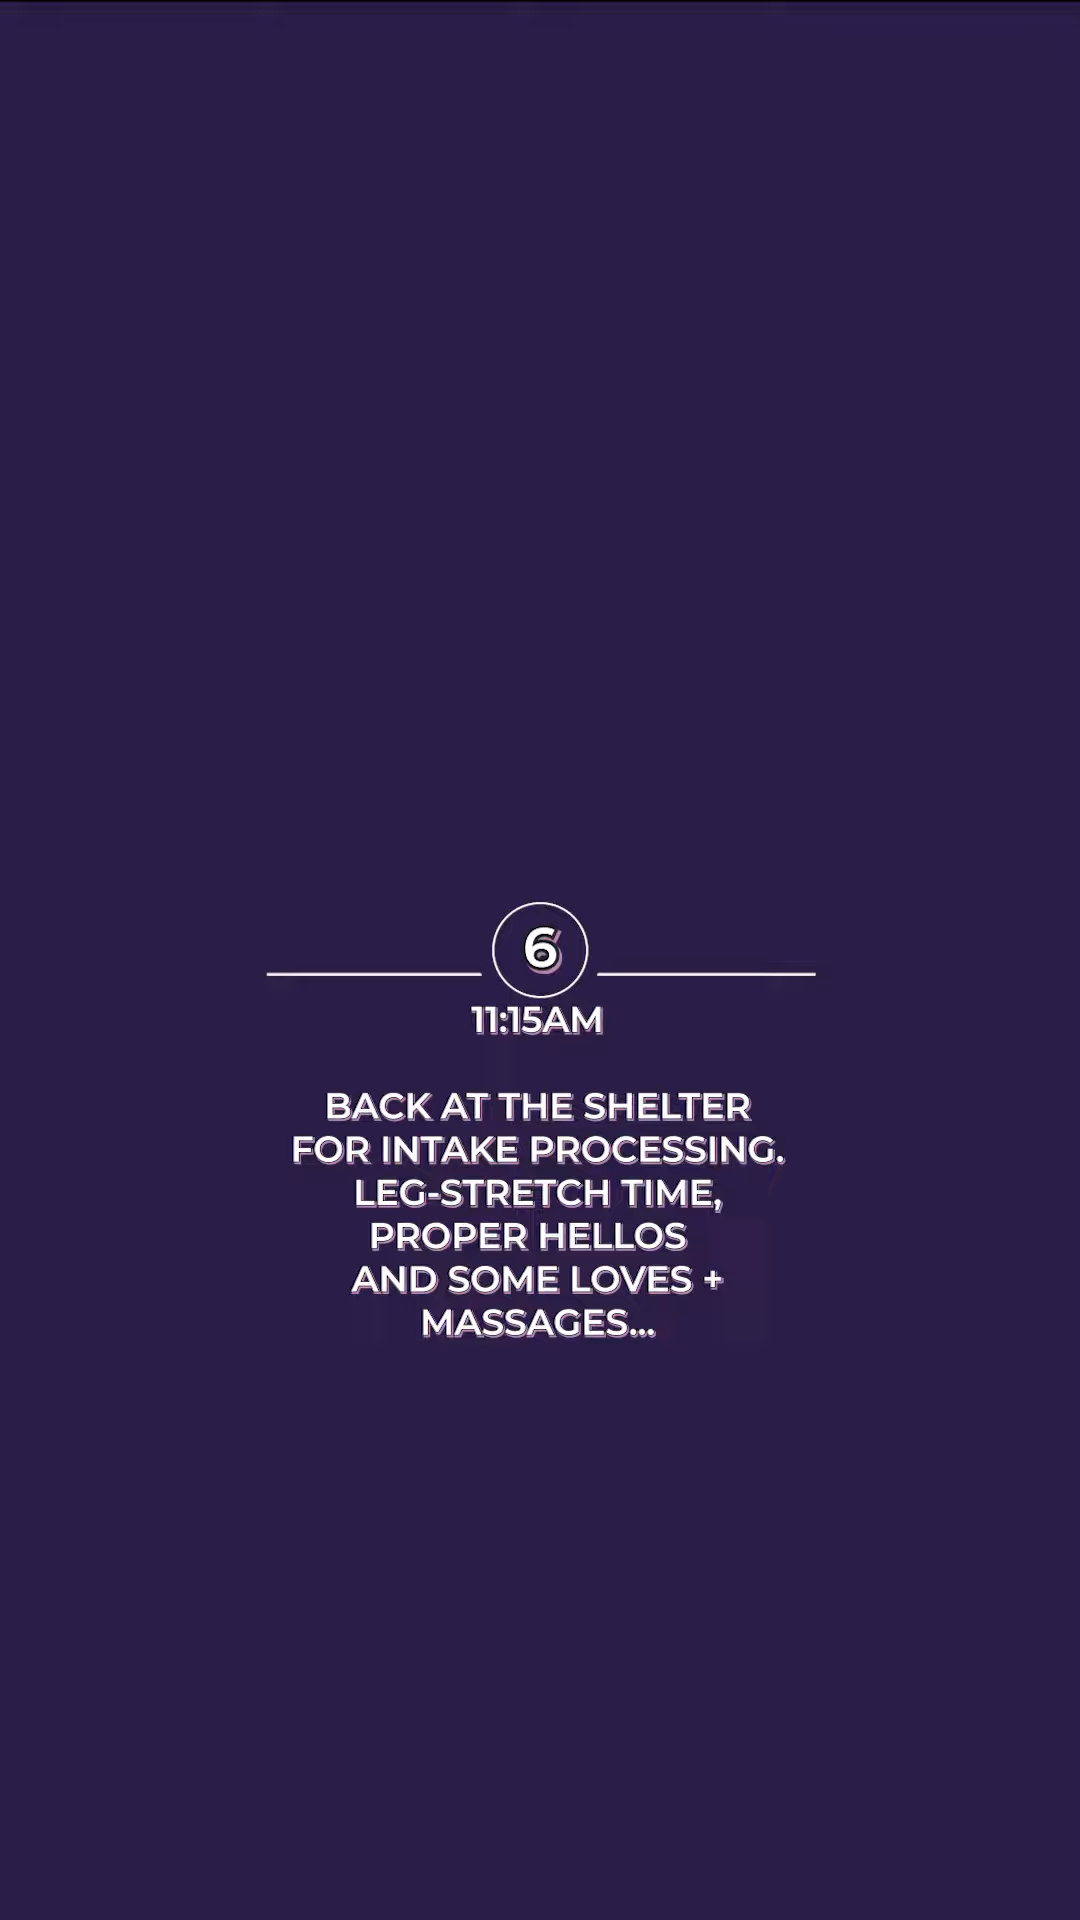 6
11:15AM
BACK AT THE SHELTER
FOR INTAKE PROCESSING.
LEG-STRETCH TIME,
PROPER HELLOS
AND SOME LOVES +
MASSAGES...